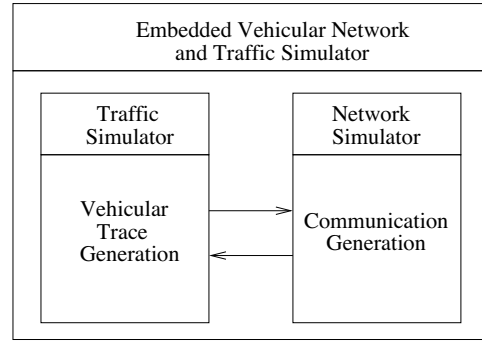 Embedded Vehicular Network
and Traffic Simulator
Traffic
Simulator
Vehicular
Trace
Generation
Network
Simulator
Communication
Generation